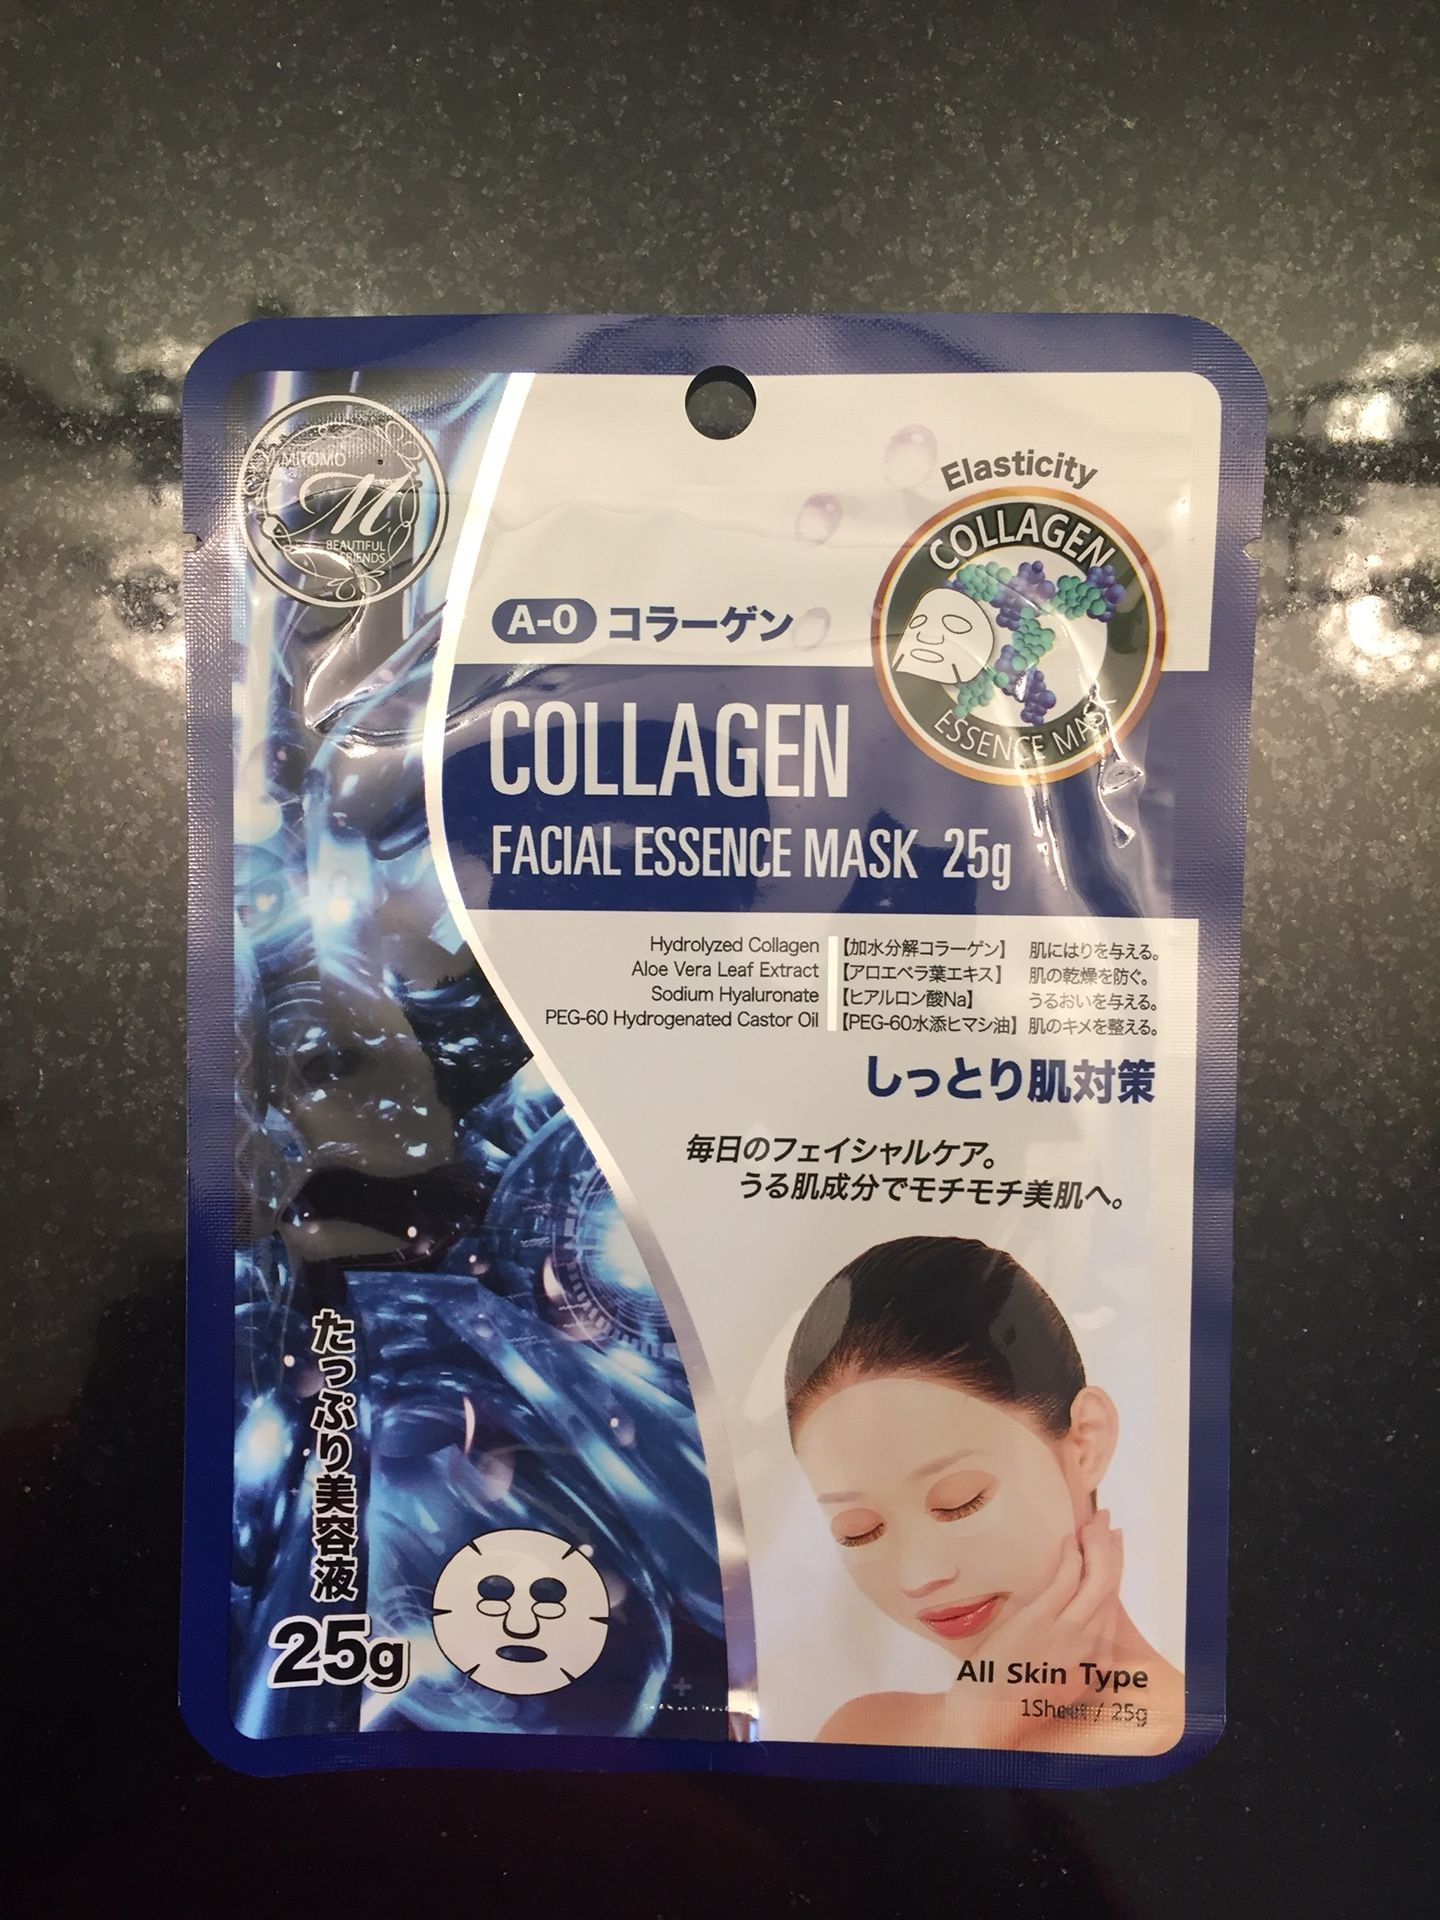 MITOMO
M
BEAUTIFUL
FRIENDS
Elasticity
COLLAGEN
ESSENCE MASK
A-0 コラーゲン
COLLAGEN
FACIAL ESSENCE MASK 25g
Hydrolyzed Collagen 【加水分解コラーゲン】 肌にはりを与える。
Aloe Vera Leaf Extract 【アロエベラ葉エキス】 肌の乾燥を防ぐ。
Sodium Hyaluronate 【ヒアルロン酸Na】 うるおいを与える。
PEG-60 Hydrogenated Castor Oil 【PEG-60水添ヒマシ油】 肌のキメを整える。
しっとり肌対策
毎日のフェイシャルケア。
うる肌成分でモチモチ美肌へ。
たっぷり美容液
25g
All Skin Type
1Sheet / 25g